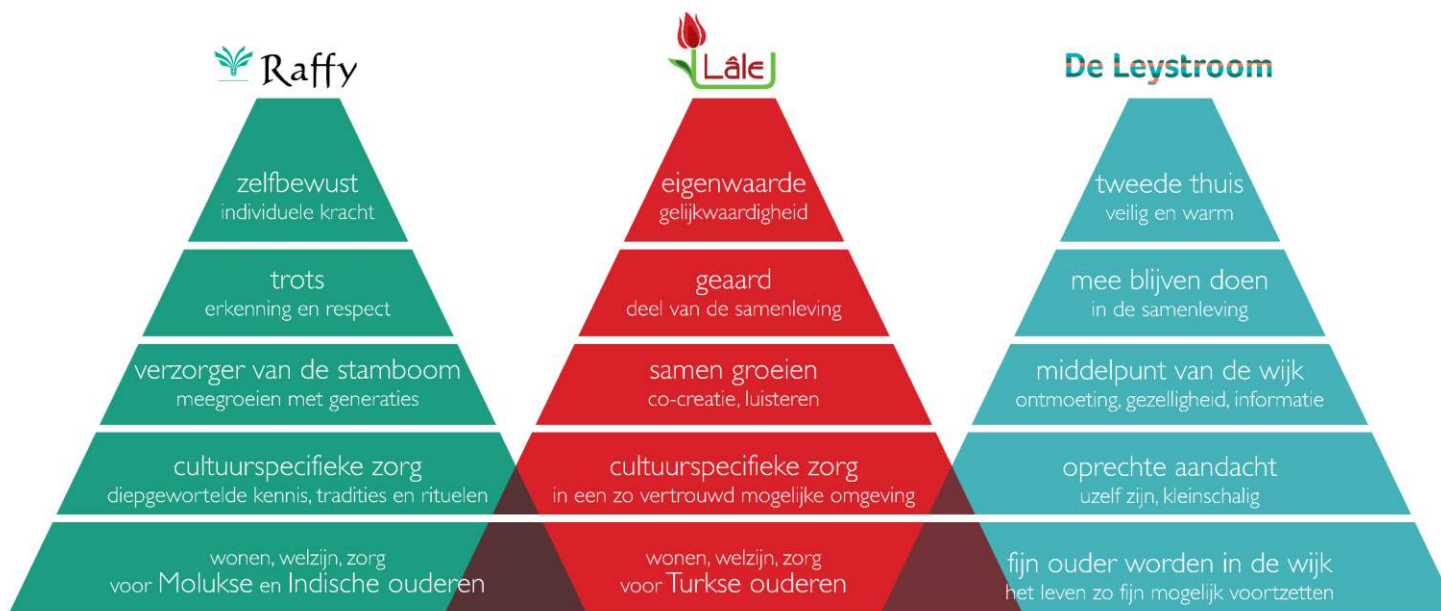 Raffy
zelfbewust
individuele kracht
trots
erkenning en respect
verzorger van de stamboom
meegroeien met generaties
cultuurspecifieke zorg
diepgewortelde kennis, tradities en rituelen
wonen, welzijn, zorg
voor Molukse en Indische ouderen
Lâle
eigenwaarde
gelijkwaardigheid
geaard
deel van de samenleving
samen groeien
co-creatie, luisteren
cultuurspecifieke zorg
in een zo vertrouwd mogelijke omgeving
wonen, welzijn, zorg
voor Turkse ouderen
De Leystroom
tweede thuis
veilig en warm
mee blijven doen
in de samenleving
middelpunt van de wijk
ontmoeting, gezelligheid, informatie
oprechte aandacht
uzelf zijn, kleinschalig
fijn ouder worden in de wijk
het leven zo fijn mogelijk voortzetten